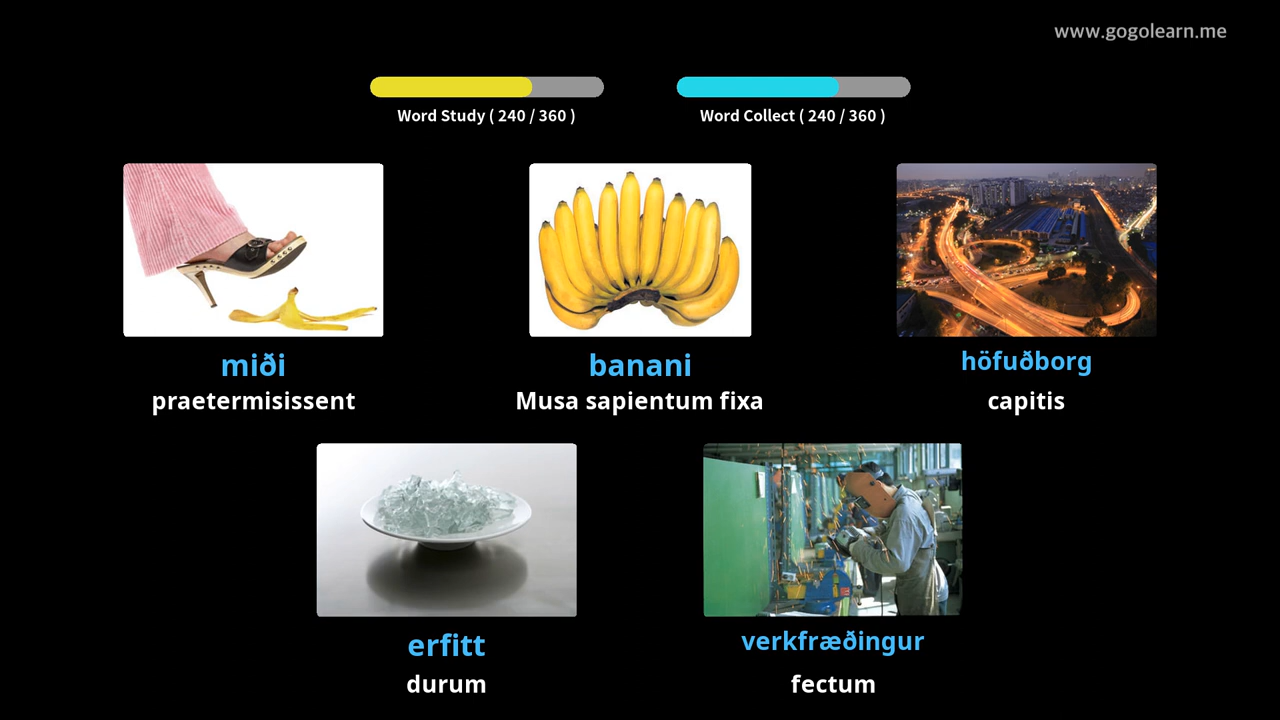 www.gogolearn.me
Word Study ( 240 / 360 )
Word Collect ( 240 / 360 )
miði
praetermisissent
banani
Musa sapientum fixa
höfuðborg
capitis
erfitt
durum
verkfræðingur
fectum